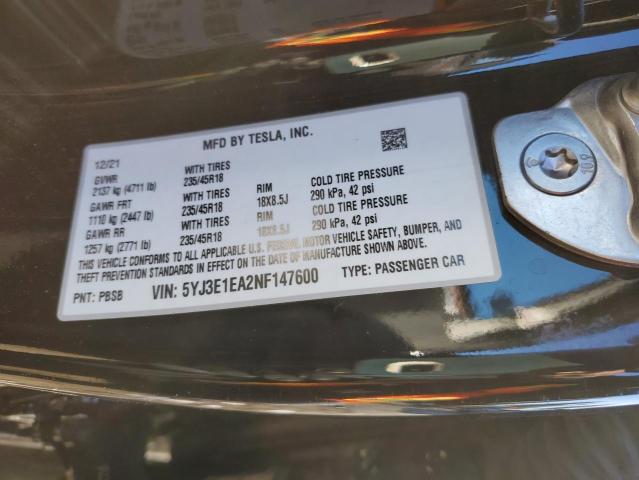 MFD BY TESLA, INC.
12/21
GVWR WITH TIRES
2137 kg (4711 lb) 235/45R18 RIM COLD TIRE PRESSURE
GAWR FRT WITH TIRES 18X8.5J 290 kPa, 42 psi
1110 kg (2447 lb) 235/45R18 RIM COLD TIRE PRESSURE
GAWR RR WITH TIRES 18X8.5J 290 kPa, 42 psi
1257 kg (2771 lb) 235/45R18
THIS VEHICLE CONFORMS TO ALL APPLICABLE U.S. FEDERAL MOTOR VEHICLE SAFETY, BUMPER, AND
THEFT PREVENTION STANDARDS IN EFFECT ON THE DATE OF MANUFACTURE SHOWN ABOVE.
PNT: PBSB VIN: 5YJ3E1EA2NF147600 TYPE: PASSENGER CAR
10.9